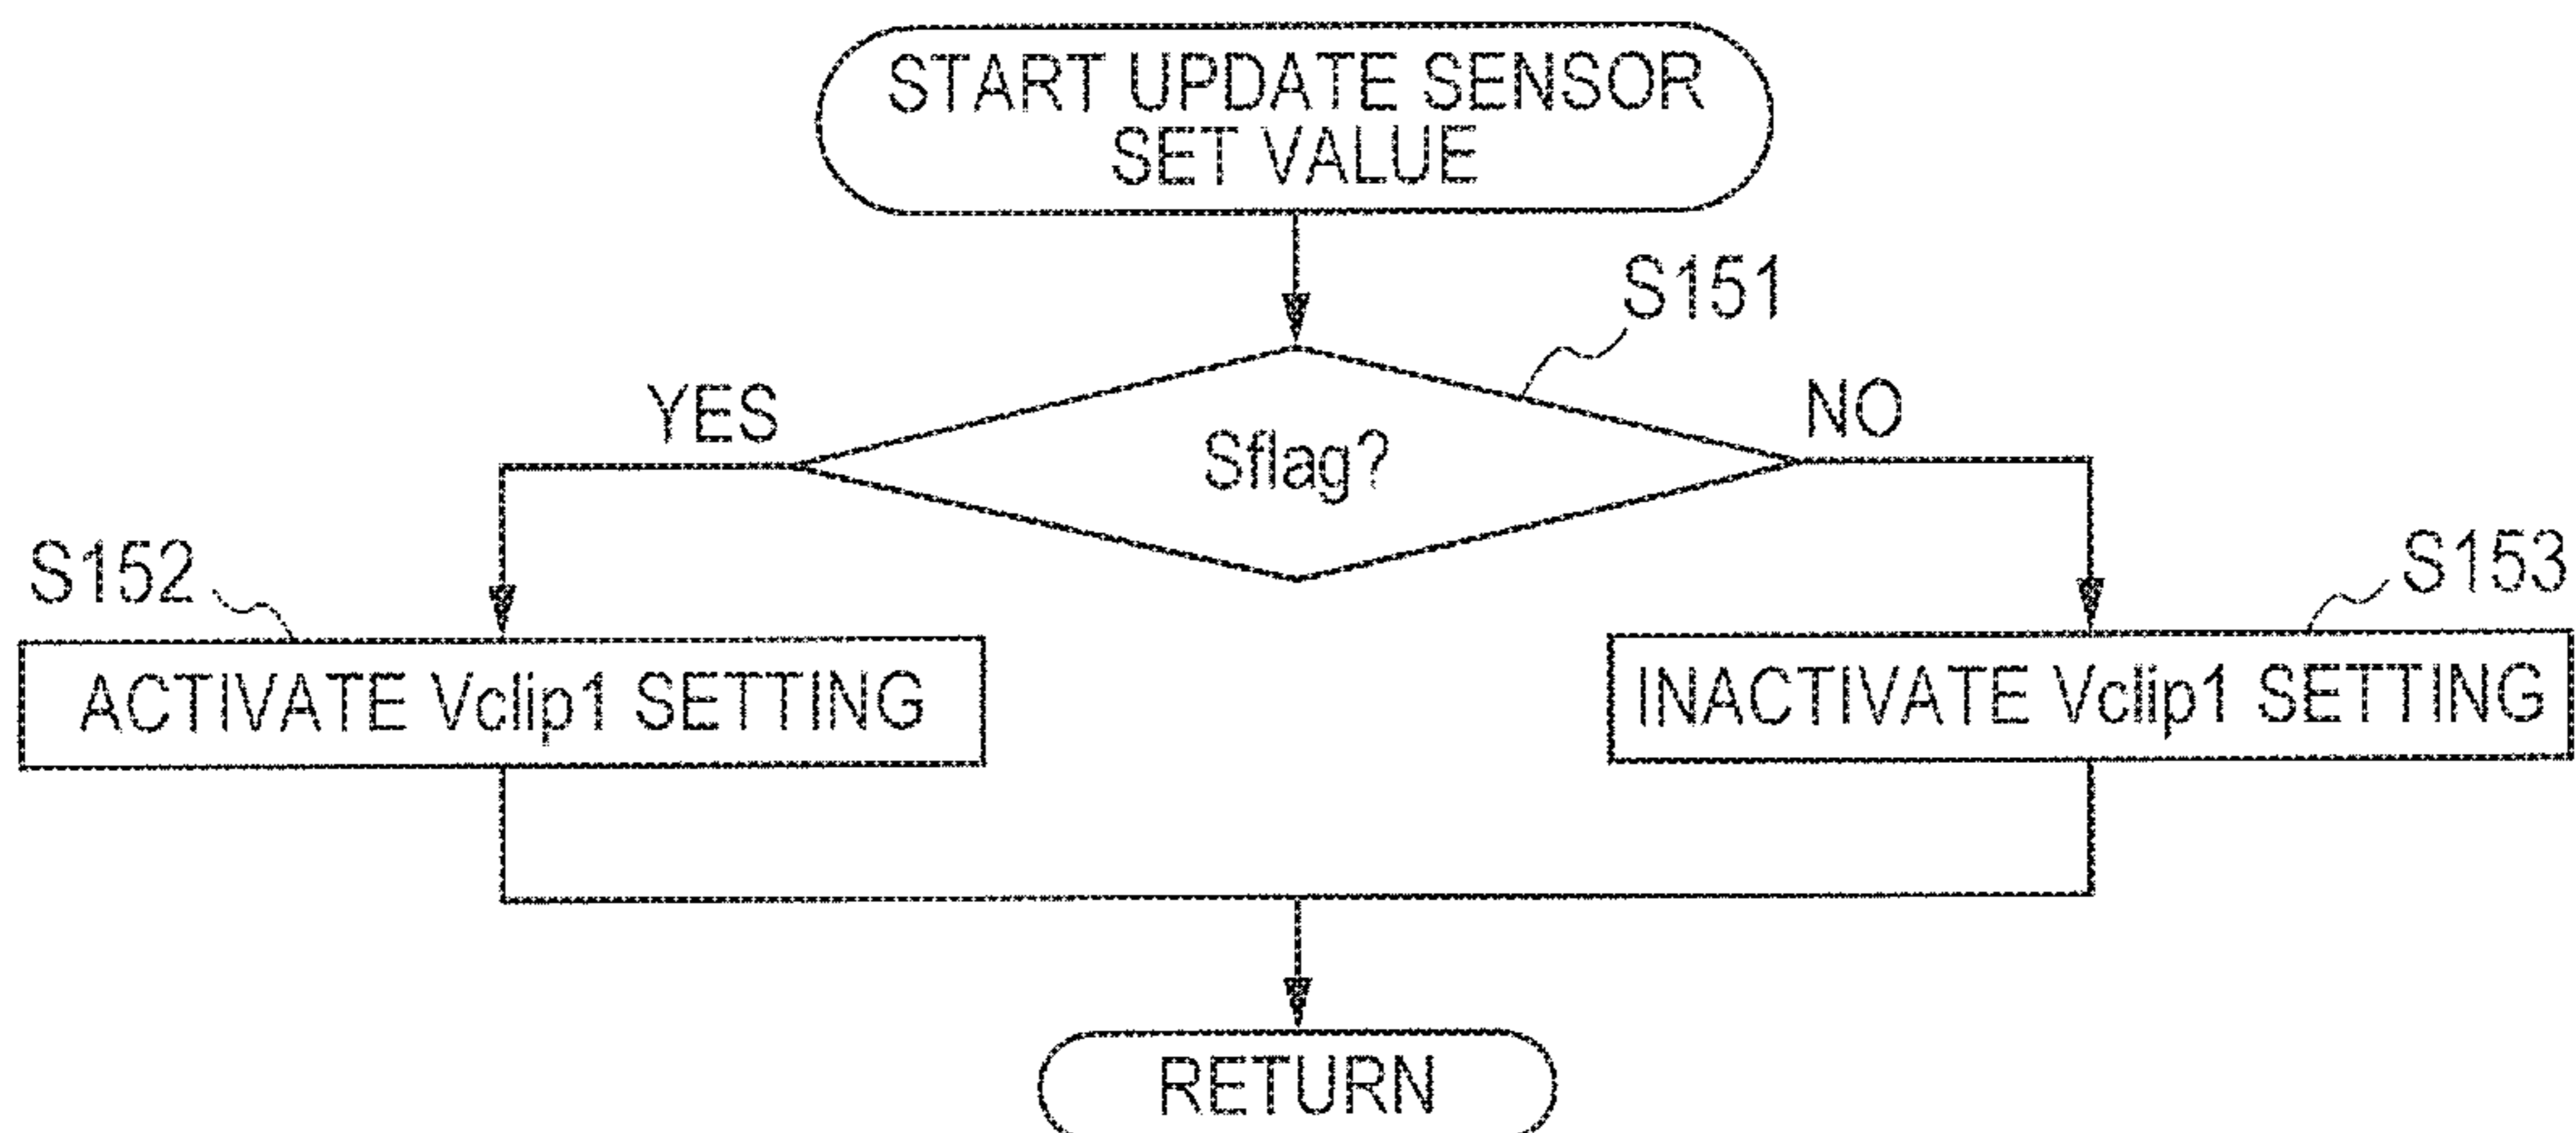 START UPDATE SENSOR
SET VALUE
S151
YES
NO
Sflag?
S152
S153
ACTIVATE Vclip1 SETTING
INACTIVATE Vclip1 SETTING
RETURN